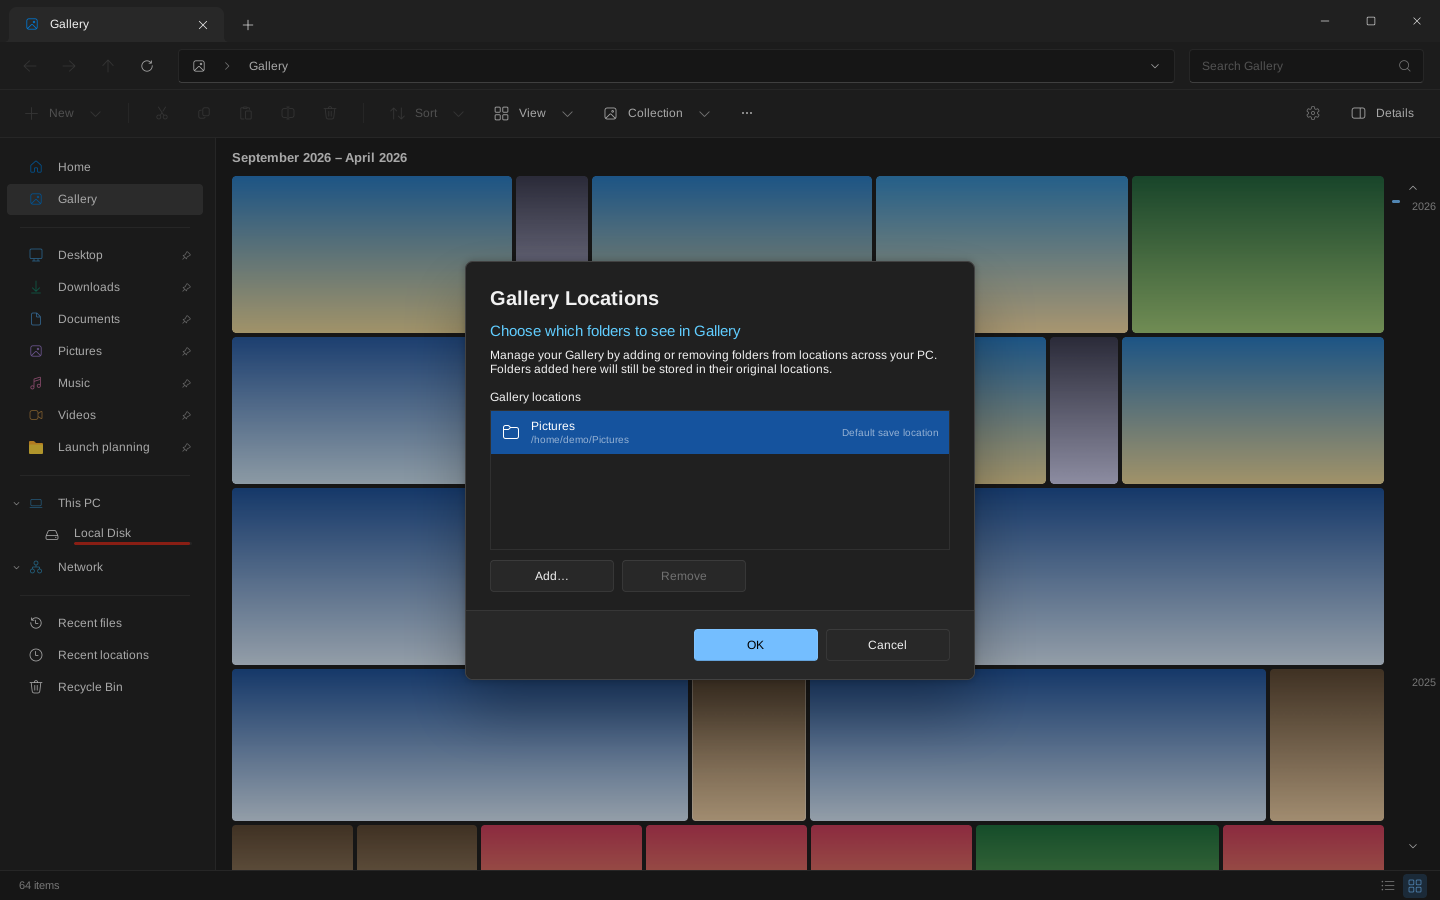 Gallery
Gallery
Search Gallery
New
Sort
View
Collection
Details
September 2026 – April 2026
Home
Gallery
Desktop
Downloads
Documents
Pictures
Music
Videos
Launch planning
This PC
Local Disk
Network
Recent files
Recent locations
Recycle Bin
2026
2025
Gallery Locations
Choose which folders to see in Gallery
Manage your Gallery by adding or removing folders from locations across your PC.
Folders added here will still be stored in their original locations.
Gallery locations
Pictures
/home/demo/Pictures
Default save location
Add...
Remove
OK
Cancel
64 items